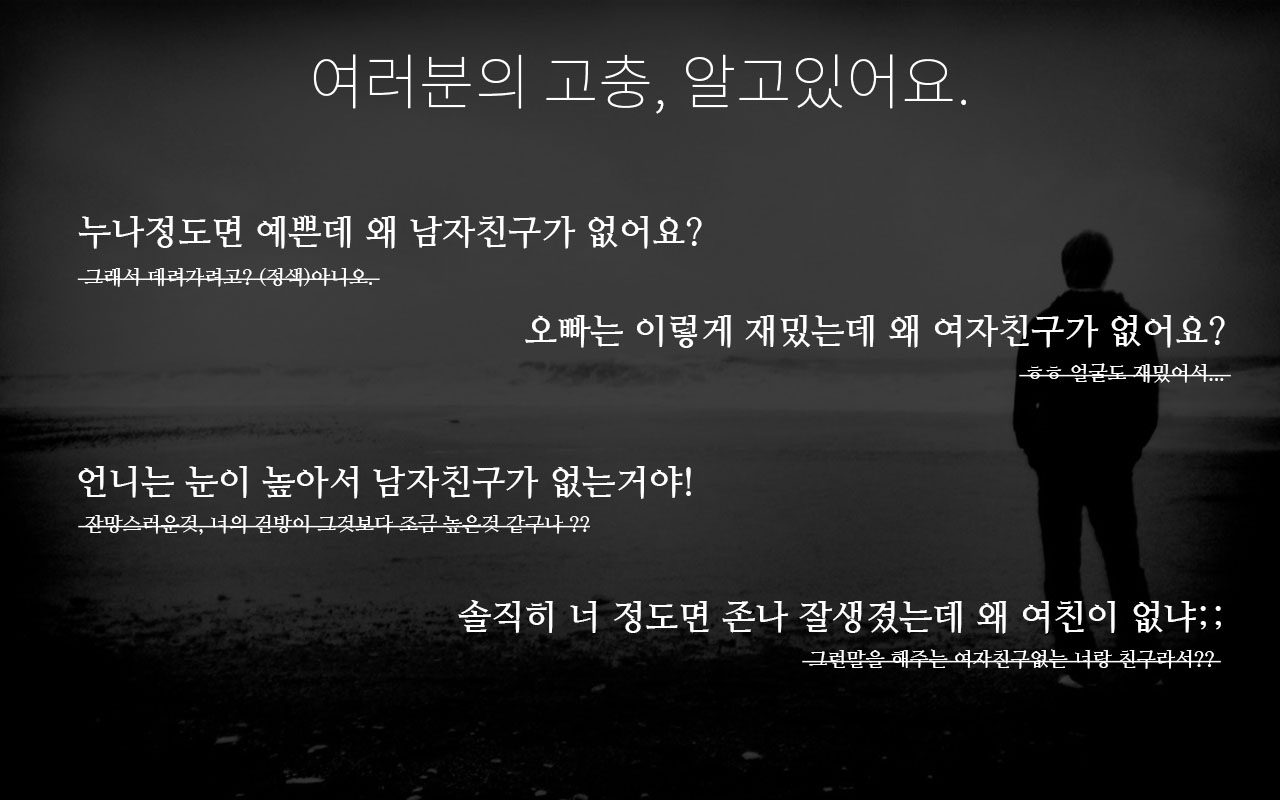 여러분의 고충, 알고있어요.
누나정도면 예쁜데 왜 남자친구가 없어요?
그래서 데려가려고? (정색)아니오.
오빠는 이렇게 재밌는데 왜 여자친구가 없어요?
ㅎㅎ 얼굴도 재밌어서...
언니는 눈이 높아서 남자친구가 없는거야!
잔망스러운것, 너의 건방이 그것보다 조금 높은것 같구나 ??
솔직히 너 정도면 존나 잘생겼는데 왜 여친이 없냐;;
그런말을 해주는 여자친구없는 너랑 친구라서??